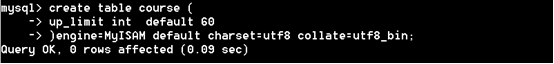 mysql> create table course (
    -> up_limit int  default 60
    -> )engine=MyISAM default charset=utf8 collate=utf8_bin;
Query OK, 0 rows affected (0.09 sec)